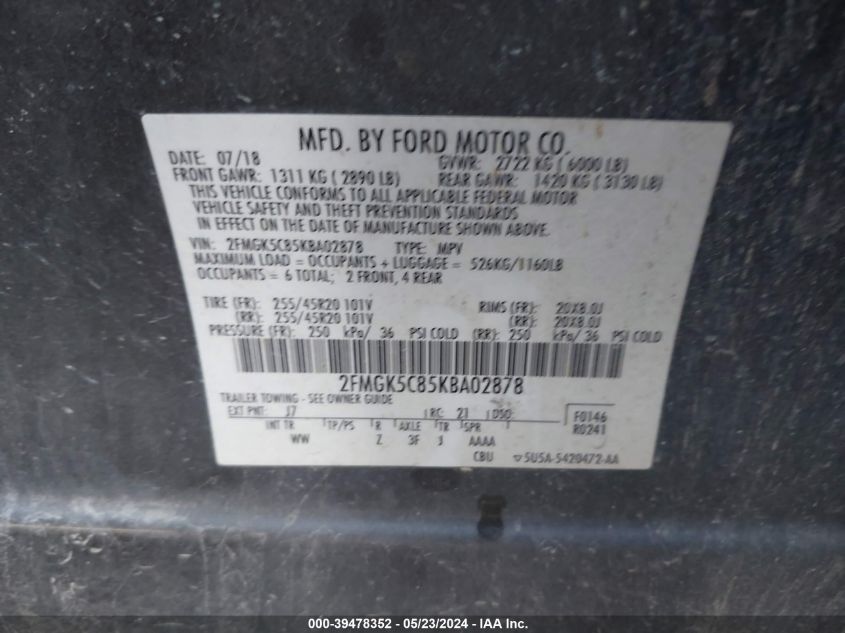 MFD. BY FORD MOTOR CO.
DATE: 07/18 GVWR: 2722 KG ( 6000 LB)
FRONT GAWR: 1311 KG ( 2890 LB) REAR GAWR: 1420 KG ( 3130 LB)
THIS VEHICLE CONFORMS TO ALL APPLICABLE FEDERAL MOTOR
VEHICLE SAFETY AND THEFT PREVENTION STANDARDS
IN EFFECT ON THE DATE OF MANUFACTURE SHOWN ABOVE.
VIN: 2FMGK5C85KBA02878 TYPE: MPV
MAXIMUM LOAD = OCCUPANTS + LUGGAGE = 526KG/1160LB
OCCUPANTS = 6 TOTAL; 2 FRONT, 4 REAR
TIRE (FR): 255/45R20 101V RIMS (FR): 20X8.0J
(RR): 255/45R20 101V (RR): 20X8.0J
PRESSURE (FR): 250 kPa/ 36 PSI COLD (RR): 250 kPa/ 36 PSI COLD
2FMGK5C85KBA02878
TRAILER TOWING - SEE OWNER GUIDE
EXT PNT: J7 RC: 21 DSO: F0146
INT TR TP/PS R AXLE TR SPR R0241
WW Z 3F J AAAA
CBU ▽5U5A-5420472-AA
000-39478352 / 05/23/2024 - IAA Inc.